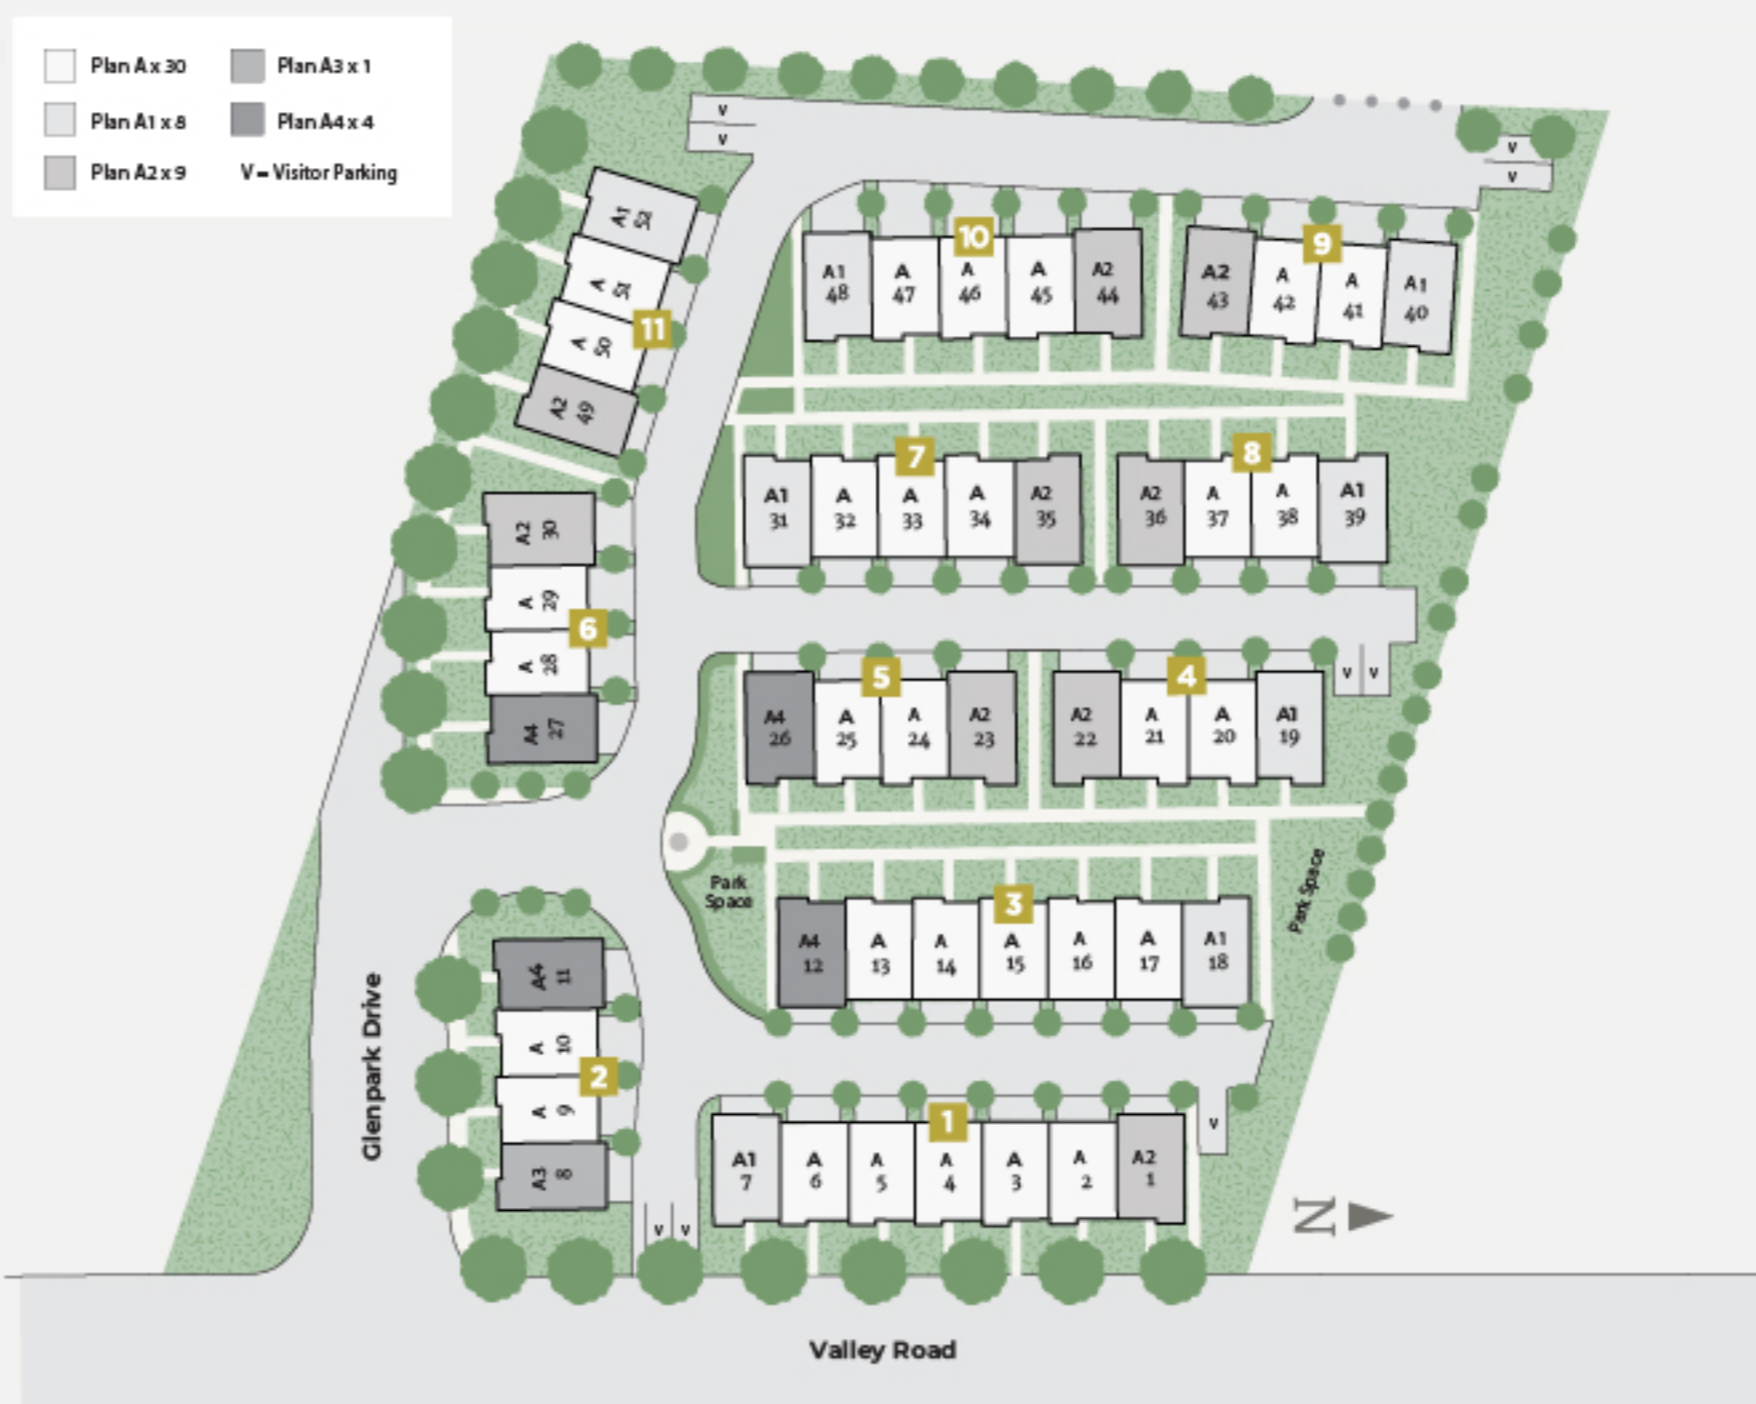 Plan A x 30
Plan A3 x 1
Plan A1 x 8
Plan A4 x 4
Plan A2 x 9
V = Visitor Parking
V
V
V
V
A1
52
A
51
A
50
A2
49
11
10
A1
48
A
47
A
46
A
45
A2
44
9
A2
43
A
42
A
41
A1
40
7
A1
31
A
32
A
33
A
34
A2
35
8
A2
36
A
37
A
38
A1
39
A2
30
A
29
A
28
A4
27
6
5
A4
26
A
25
A
24
A2
23
4
A2
22
A
21
A
20
A1
19
V
V
Park
Space
Park Space
3
A4
12
A
13
A
14
A
15
A
16
A
17
A1
18
Glenpark Drive
A4
11
A
10
A
9
A3
8
2
1
A1
7
A
6
A
5
A
4
A
3
A
2
A2
1
V
V
V
N
Valley Road